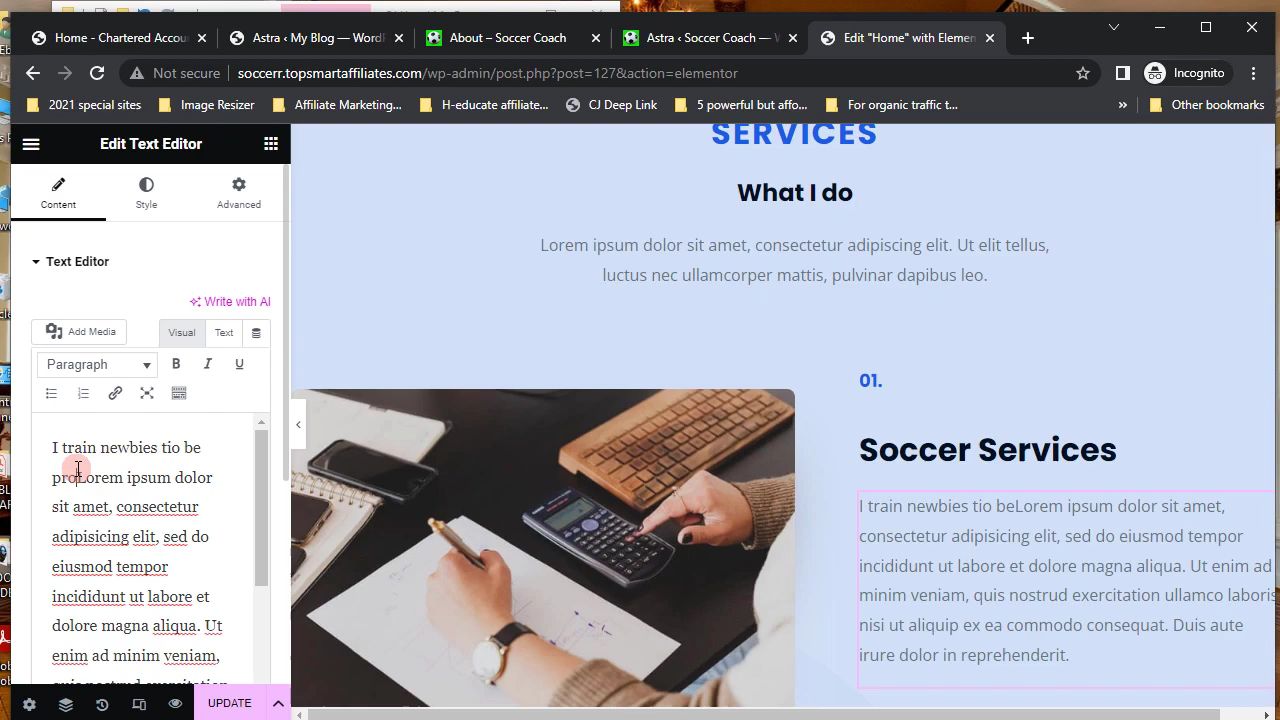 Home - Chartered Accou
Astra ‹ My Blog — Word
About – Soccer Coach
Astra ‹ Soccer Coach — W
Edit "Home" with Elemen
Not secure
soccerr.topsmartaffiliates.com/wp-admin/post.php?post=127&action=elementor
Incognito
2021 special sites
Image Resizer
Affiliate Marketing...
H-educate affiliate...
CJ Deep Link
5 powerful but affo...
For organic traffic t...
»
Other bookmarks
Edit Text Editor
Content
Style
Advanced
Text Editor
Write with AI
Add Media
Visual
Text
Paragraph
B
I
U
I train newbies tio be
proLorem ipsum dolor
sit amet, consectetur
adipisicing elit, sed do
eiusmod tempor
incididunt ut labore et
dolore magna aliqua. Ut
enim ad minim veniam,
quis nostrud exercitation
UPDATE
SERVICES
What I do
Lorem ipsum dolor sit amet, consectetur adipiscing elit. Ut elit tellus,
luctus nec ullamcorper mattis, pulvinar dapibus leo.
01.
Soccer Services
I train newbies tio beLorem ipsum dolor sit amet,
consectetur adipisicing elit, sed do eiusmod tempor
incididunt ut labore et dolore magna aliqua. Ut enim ad
minim veniam, quis nostrud exercitation ullamco laboris
nisi ut aliquip ex ea commodo consequat. Duis aute
irure dolor in reprehenderit.